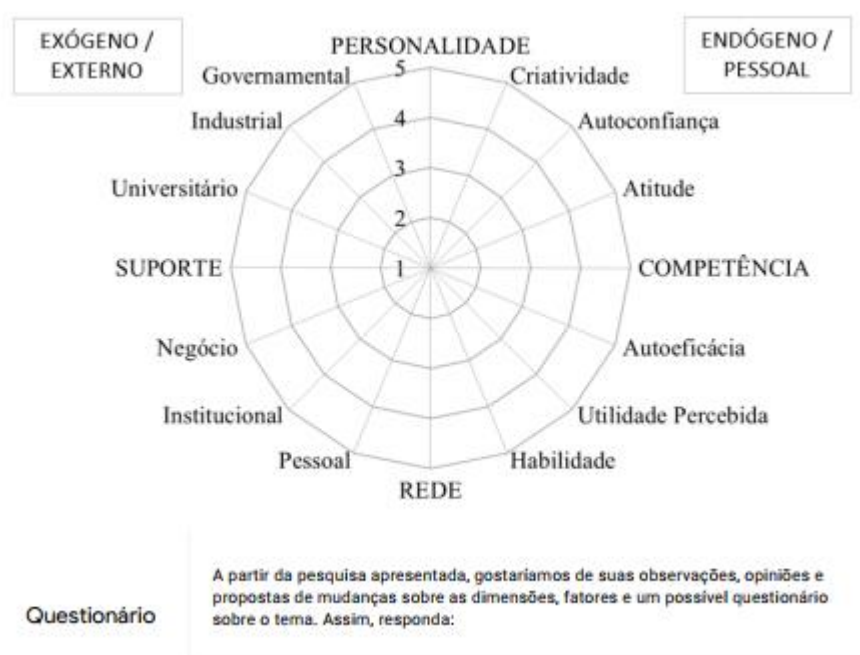 EXÓGENO /
EXTERNO
PERSONALIDADE
ENDÓGENO /
PESSOAL
Governamental
5
Criatividade
Industrial
4
Autoconfiança
Universitário
3
Atitude
2
SUPORTE
1
COMPETÊNCIA
Negócio
Autoeficácia
Institucional
Utilidade Percebida
Pessoal
Habilidade
REDE
Questionário
A partir da pesquisa apresentada, gostaríamos de suas observações, opiniões e
propostas de mudanças sobre as dimensões, fatores e um possível questionário
sobre o tema. Assim, responda: